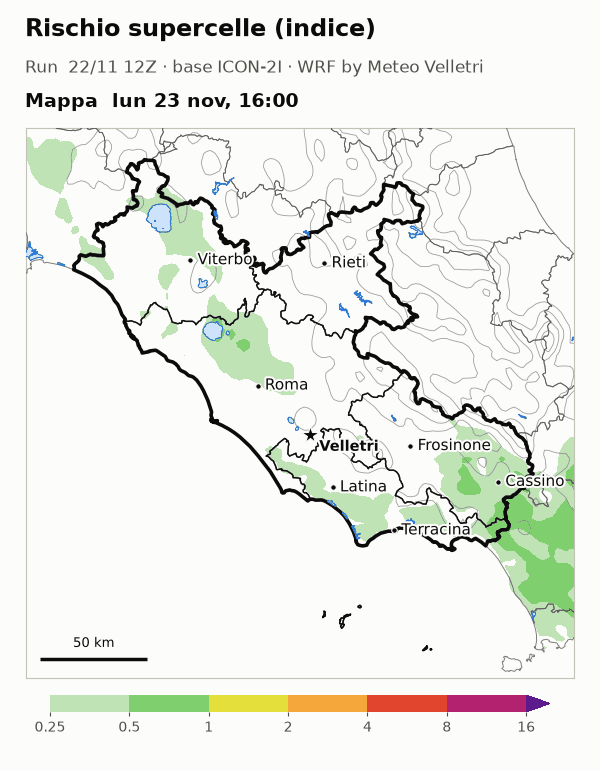 Rischio supercelle (indice)
Run  22/11 12Z · base ICON-2I · WRF by Meteo Velletri
Mappa  lun 23 nov, 16:00
Viterbo
Rieti
Roma
Velletri
Frosinone
Cassino
Latina
Terracina
50 km
0.25 0.5 1 2 4 8 16